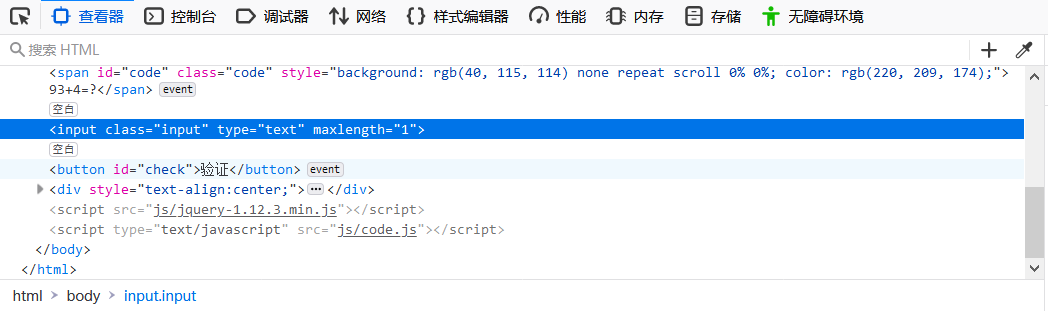 查看器 控制台 调试器 网络 样式编辑器 性能 内存 存储 无障碍环境
搜索 HTML
<span id="code" class="code" style="background: rgb(40, 115, 114) none repeat scroll 0% 0%; color: rgb(220, 209, 174);">
93+4=?</span> event
空白
<input class="input" type="text" maxlength="1">
空白
<button id="check">验证</button> event
<div style="text-align:center;">⋯</div>
<script src="js/jquery-1.12.3.min.js"></script>
<script type="text/javascript" src="js/code.js"></script>
</body>
</html>
html > body > input.input